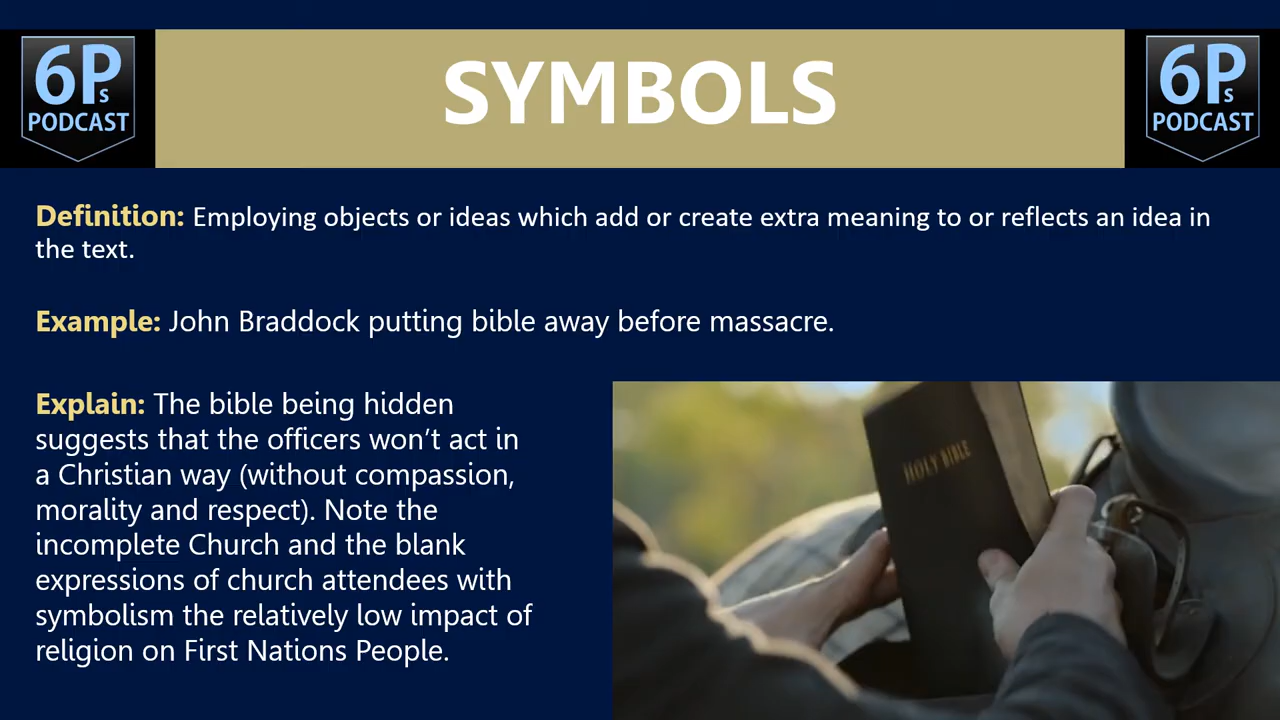 6Ps
PODCAST
SYMBOLS
6Ps
PODCAST
Definition: Employing objects or ideas which add or create extra meaning to or reflects an idea in
the text.
Example: John Braddock putting bible away before massacre.
Explain: The bible being hidden
suggests that the officers won’t act in
a Christian way (without compassion,
morality and respect). Note the
incomplete Church and the blank
expressions of church attendees with
symbolism the relatively low impact of
religion on First Nations People.
HOLY BIBLE